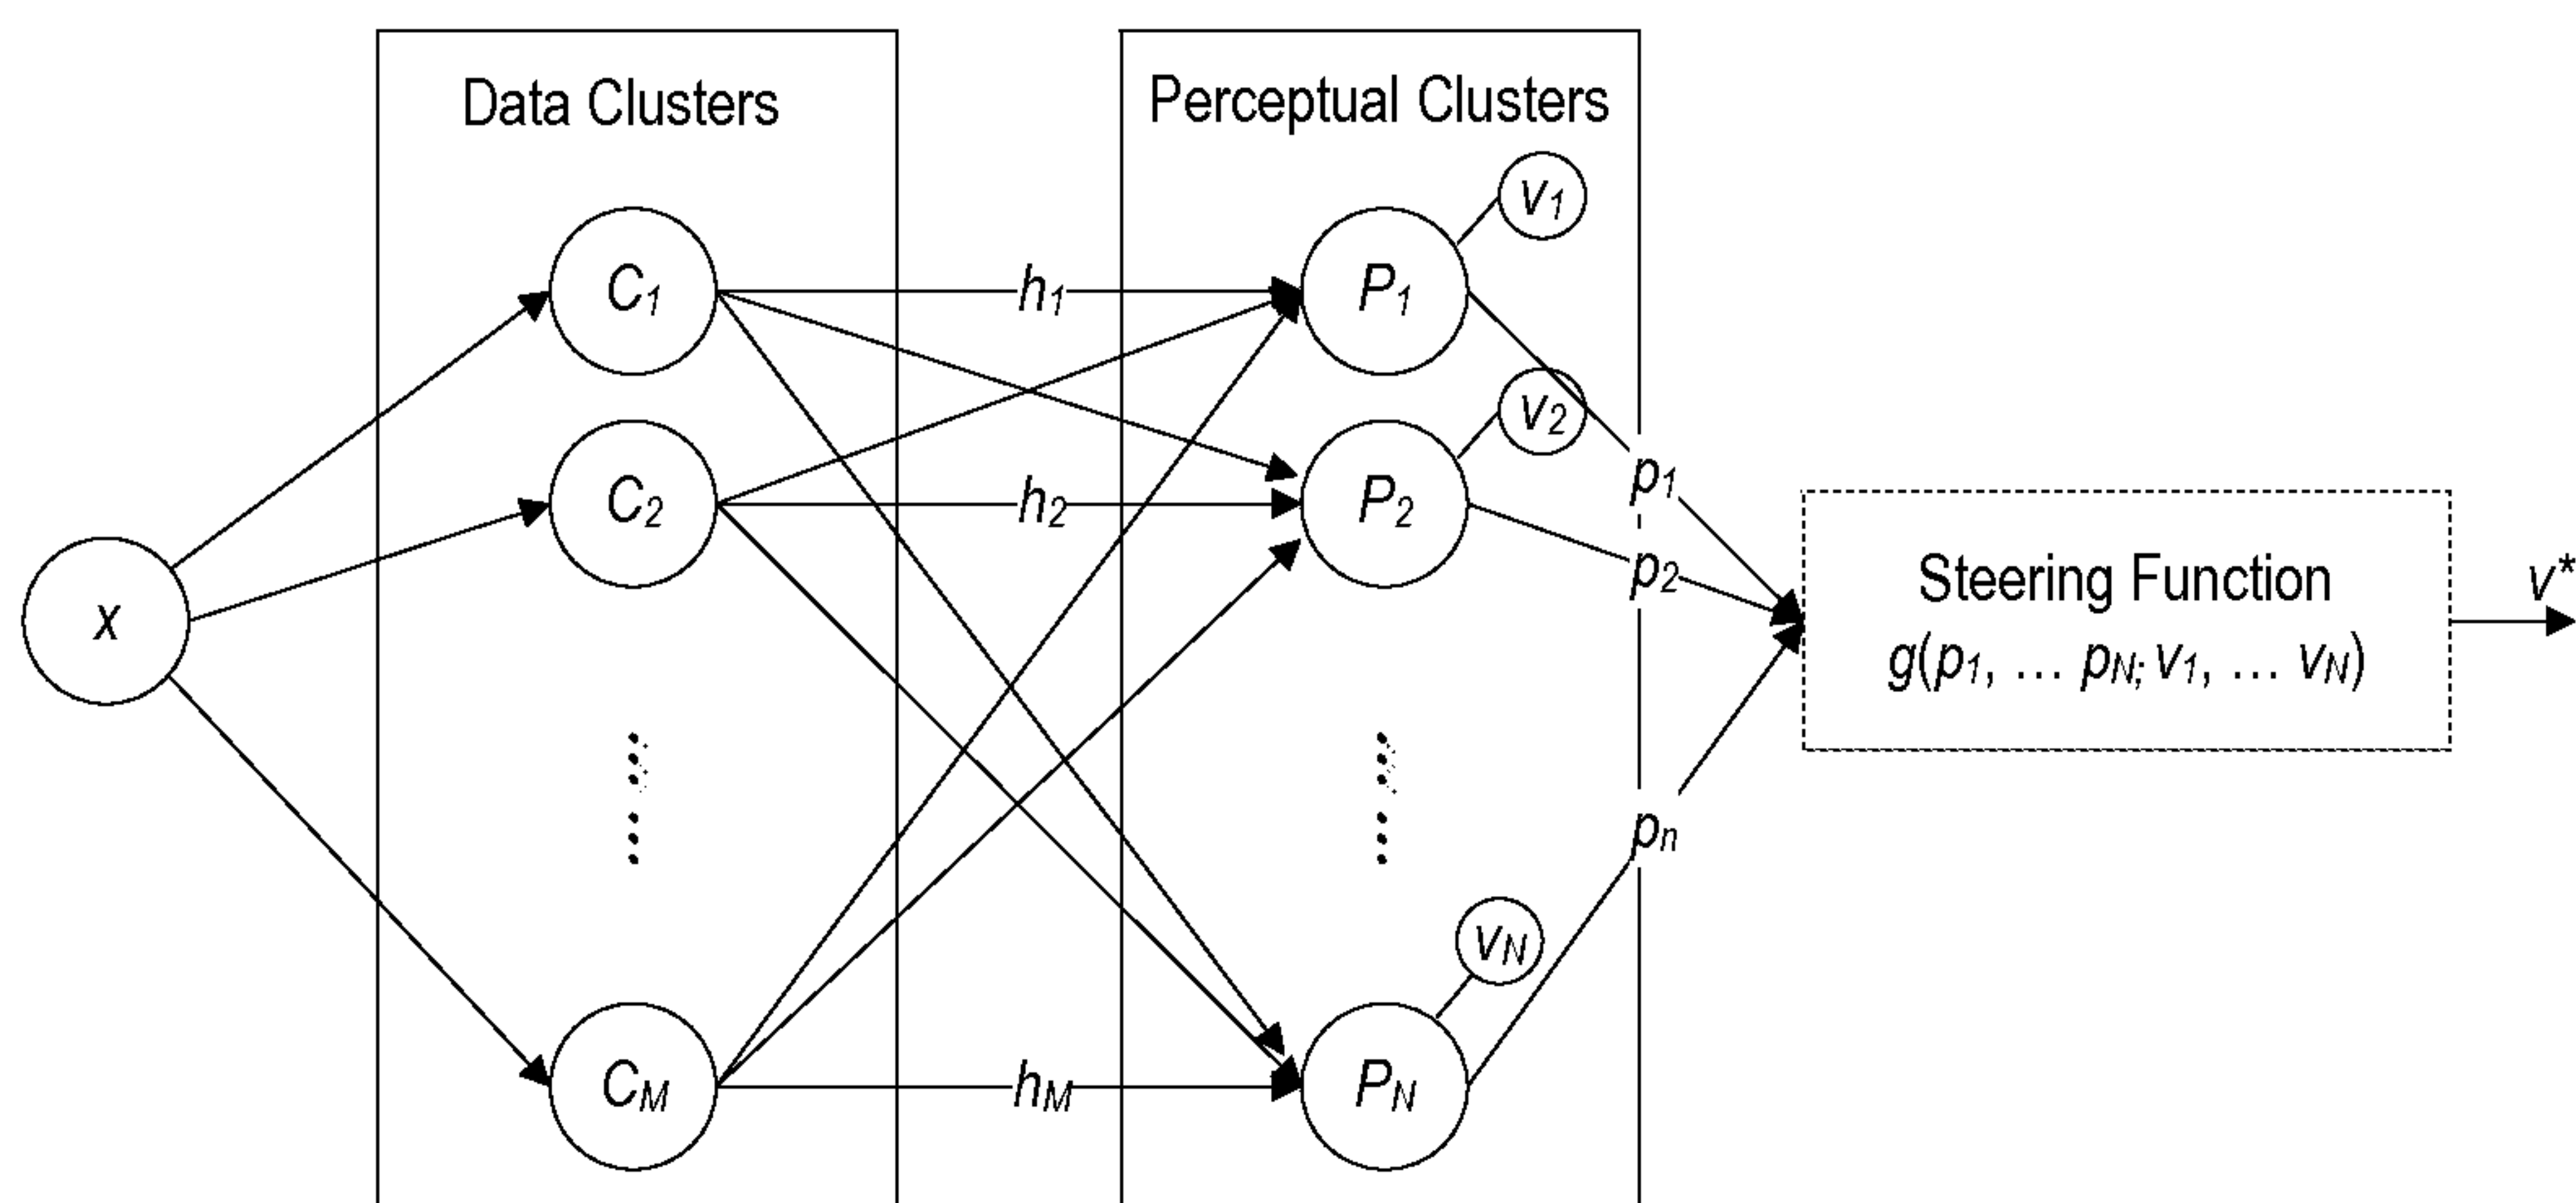 Data Clusters
Perceptual Clusters
x
C1
C2
CM
h1
h2
hM
P1
P2
PN
v1
v2
vN
p1
p2
pn
Steering Function
g(p1, … pN; v1, … vN)
v*